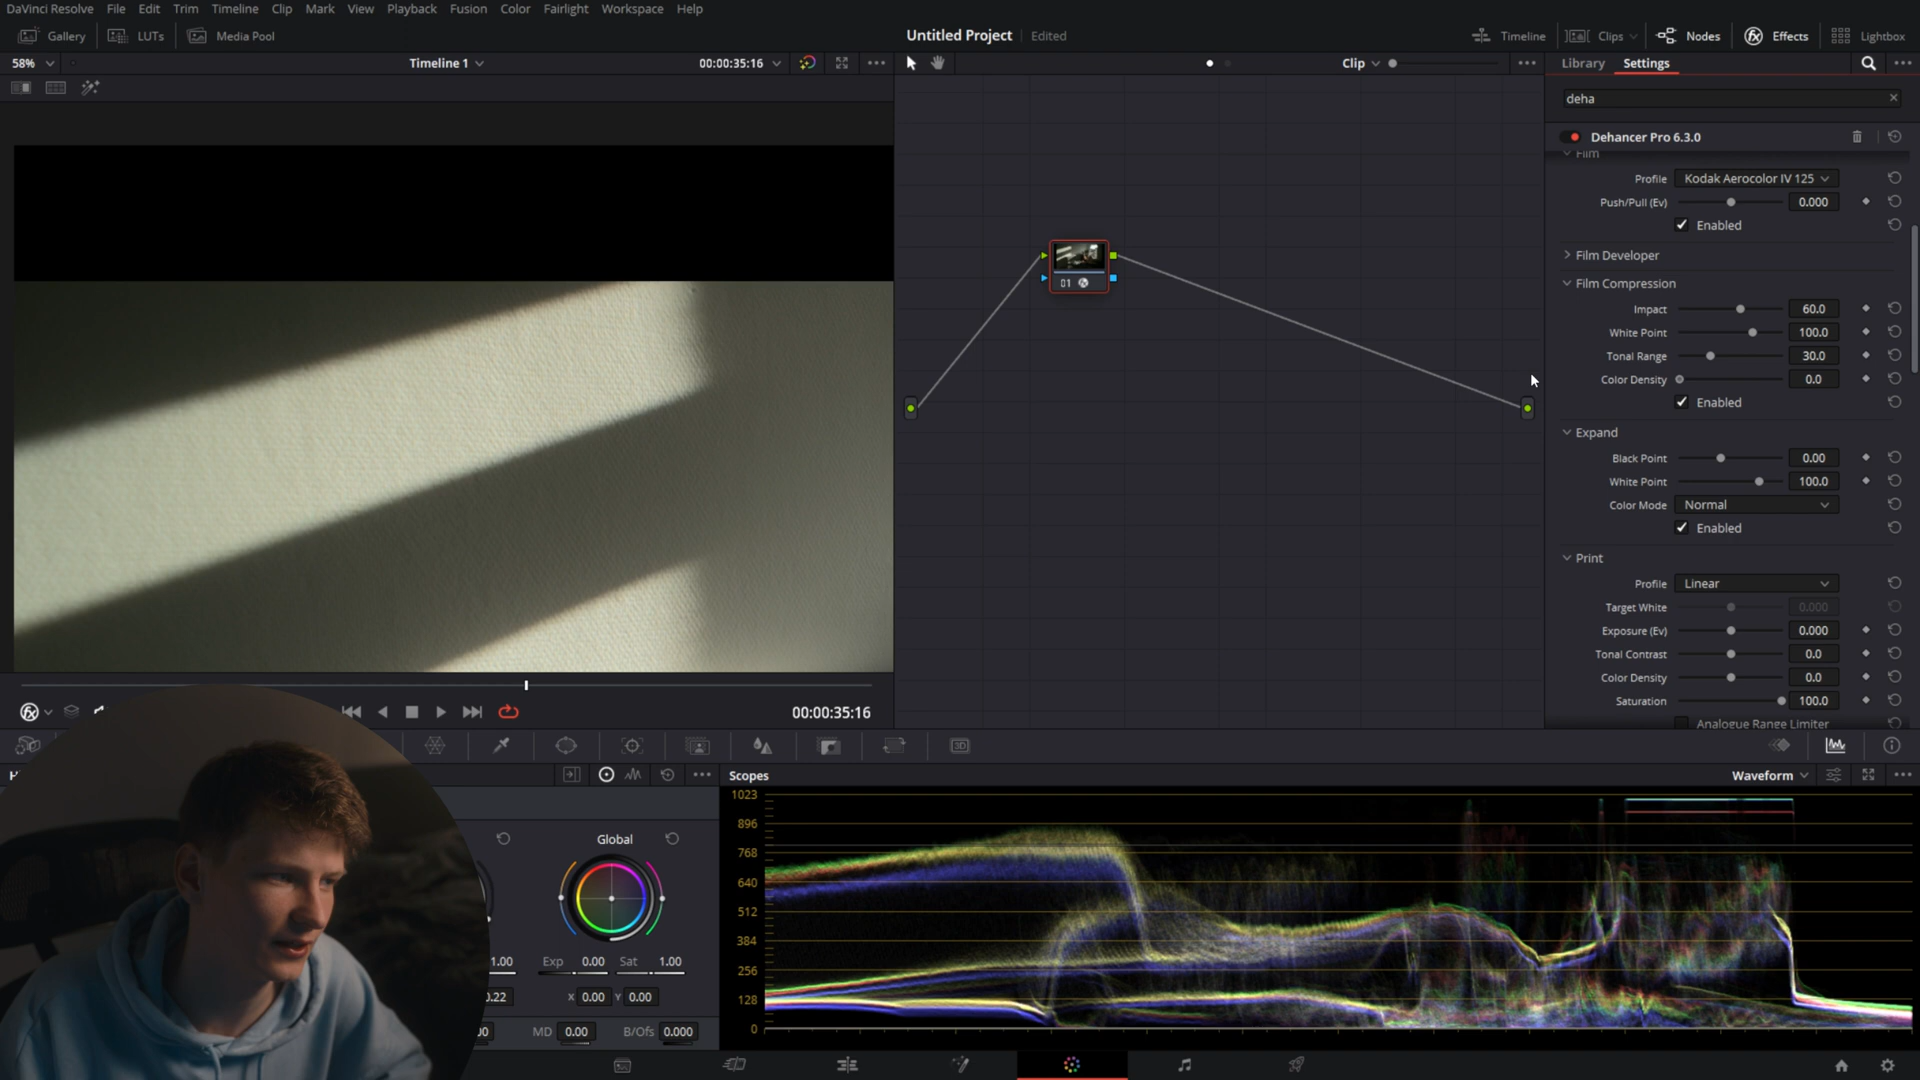 DaVinci Resolve File Edit Trim Timeline Clip Mark View Playback Fusion Color Fairlight Workspace Help
Gallery LUTs Media Pool Untitled Project Edited Timeline Clips Nodes Effects Lightbox
58% Timeline 1 00:00:35:16 Clip Library Settings
deha
Dehancer Pro 6.3.0
Film
Profile Kodak Aerocolor IV 125
Push/Pull (Ev) 0.000
Enabled
01
Film Developer
Film Compression
Impact 60.0
White Point 100.0
Tonal Range 30.0
Color Density 0.0
Enabled
Expand
Black Point 0.00
White Point 100.0
Color Mode Normal
Enabled
Print
Profile Linear
Target White 0.000
Exposure (Ev) 0.000
Tonal Contrast 0.0
Color Density 0.0
Saturation 100.0
Analogue Range Limiter
00:00:35:16
3D
Scopes Waveform
Global
1.00 Exp 0.00 Sat 1.00
0.22 X 0.00 Y 0.00
MD 0.00 B/Ofs 0.000
1023
896
768
640
512
384
256
128
0